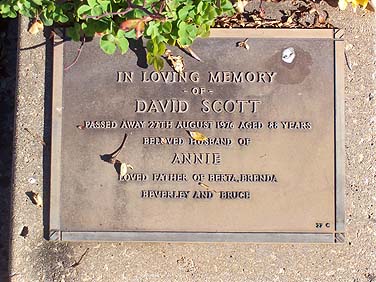 IN LOVING MEMORY
- OF -
DAVID SCOTT
PASSED AWAY 27TH AUGUST 1976 AGED 88 YEARS
BELOVED HUSBAND OF
ANNIE
LOVED FATHER OF BERTZ, BRENDA
BEVERLEY AND BRUCE